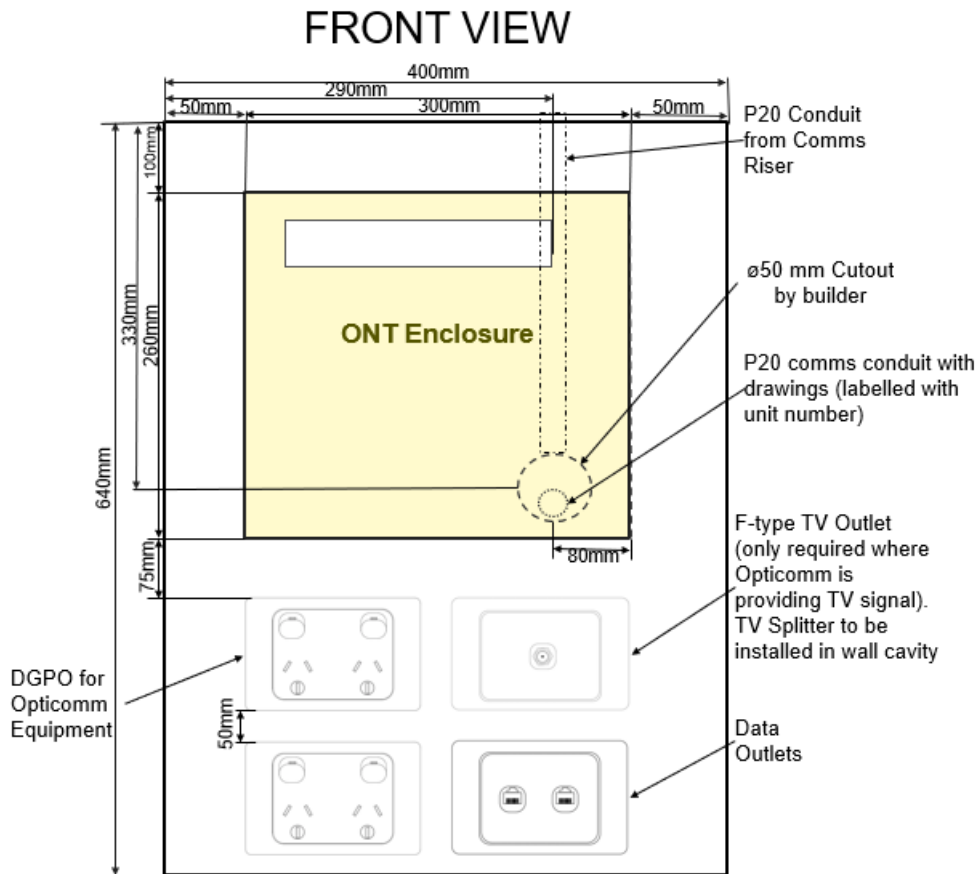 FRONT VIEW
400mm
290mm
50mm
300mm
50mm
100mm
330mm
260mm
640mm
P20 Conduit
from Comms
Riser
ø50 mm Cutout
by builder
ONT Enclosure
P20 comms conduit with
drawings (labelled with
unit number)
80mm
75mm
F-type TV Outlet
(only required where
Opticomm is
providing TV signal).
TV Splitter to be
installed in wall cavity
DGPO for
Opticomm
Equipment
50mm
Data
Outlets